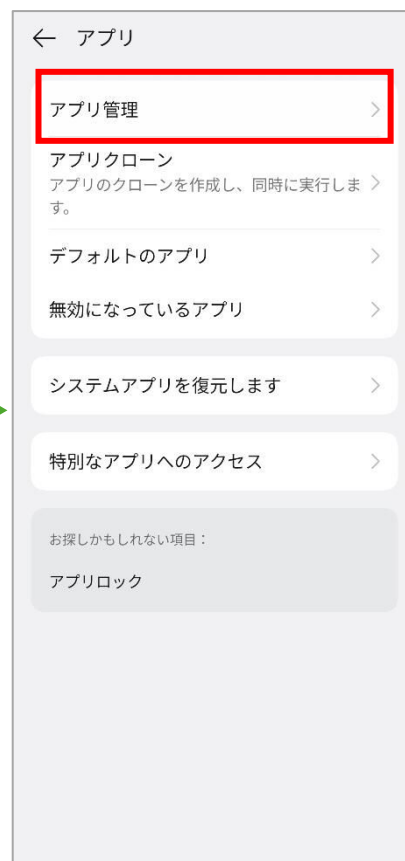 アプリ
アプリ管理
アプリクローン
アプリのクローンを作成し、同時に実行しま
す。
デフォルトのアプリ
無効になっているアプリ
システムアプリを復元します
特別なアプリへのアクセス
お探しかもしれない項目：
アプリロック